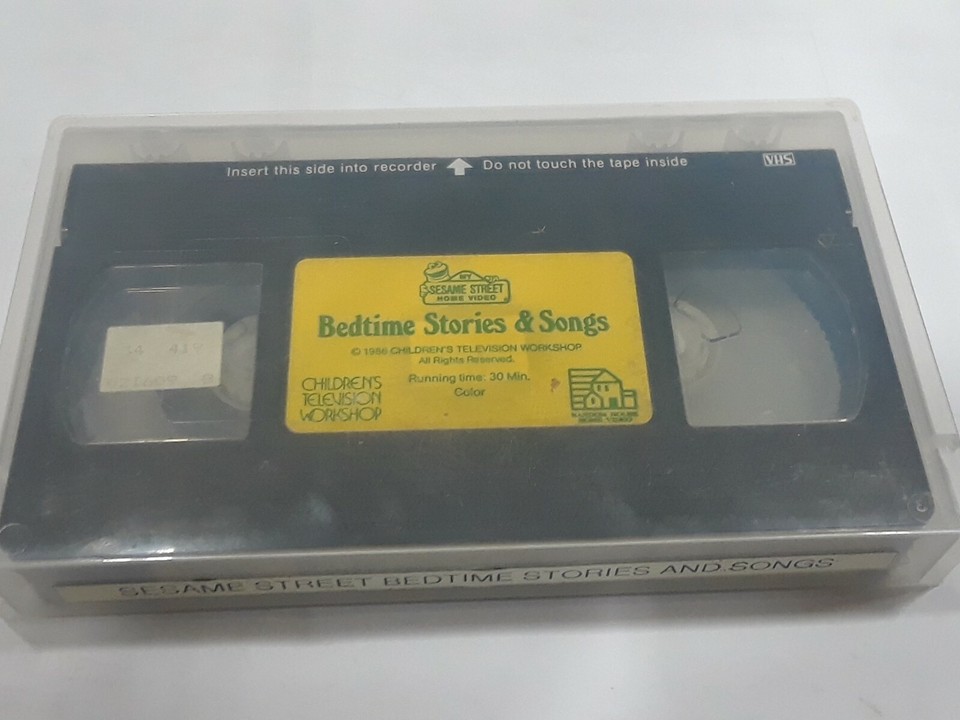 Insert this side into recorder Do not touch the tape inside
VHS
MY
SESAME STREET
HOME VIDEO
Bedtime Stories & Songs
© 1986 CHILDREN'S TELEVISION WORKSHOP
All Rights Reserved.
Running time: 30 Min.
Color
CHILDREN'S
TELEVISION
WORKSHOP
RANDOM HOUSE
HOME VIDEO
SESAME STREET BEDTIME STORIES AND SONGS